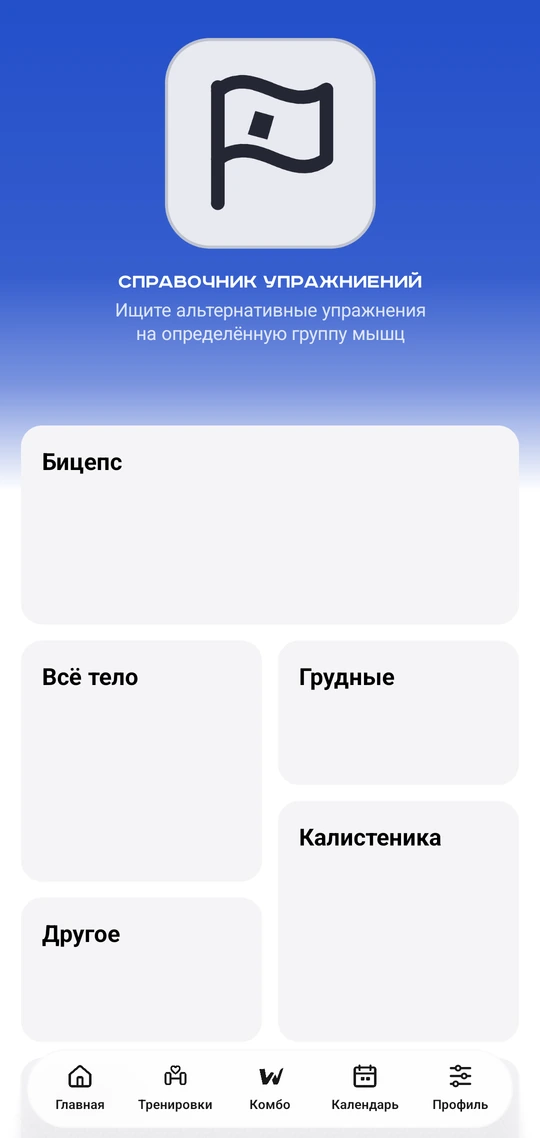 СПРАВОЧНИК УПРАЖНИЕНИЙ
Ищите альтернативные упражнения
на определённую группу мышц
Бицепс
Всё тело
Грудные
Калистеника
Другое
Главная
Тренировки
Комбо
Календарь
Профиль